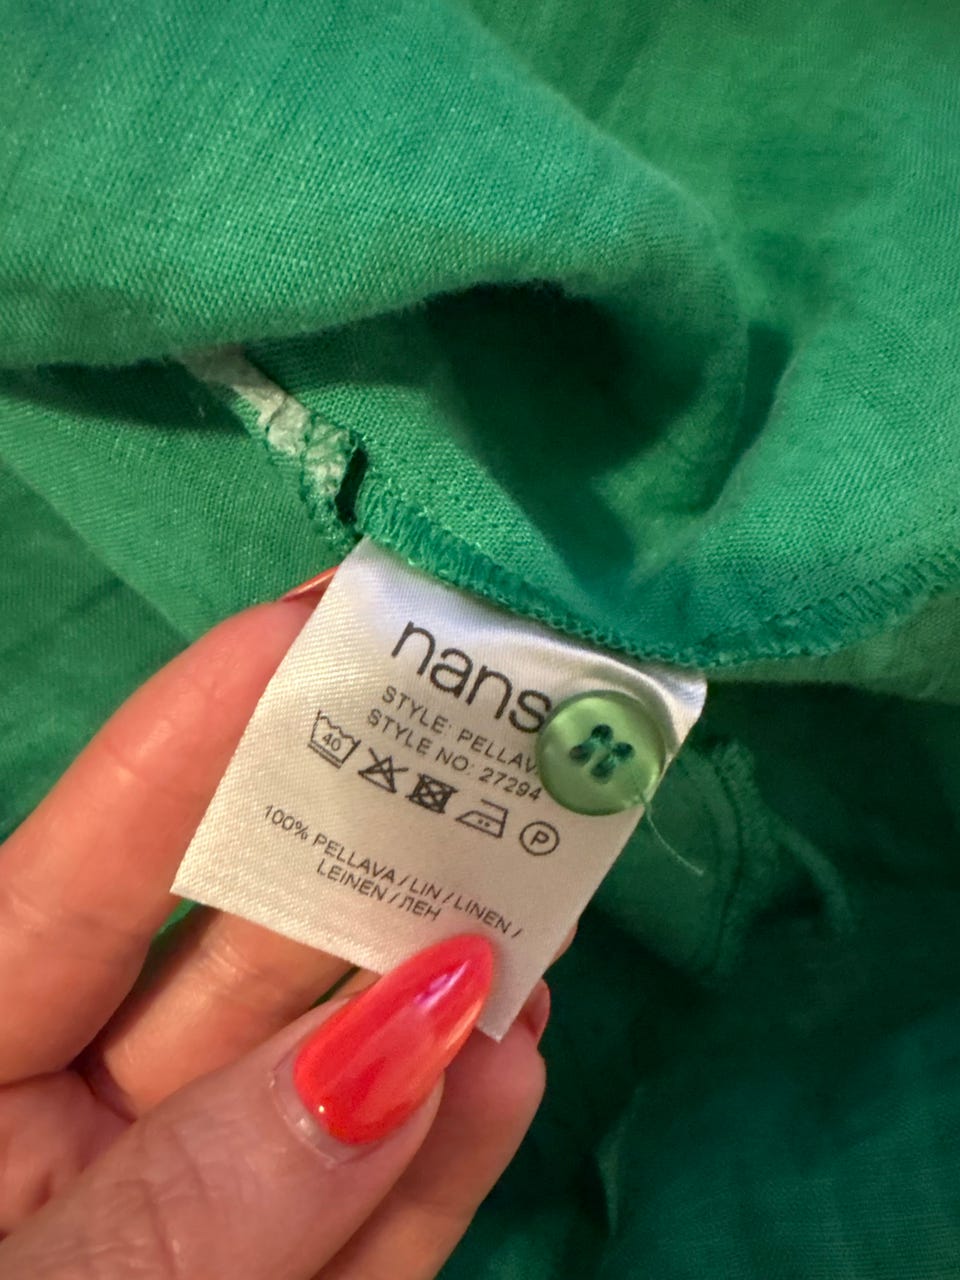 nans
STYLE: PELLAV
STYLE NO: 27294
40
P
100% PELLAVA / LIN / LINEN /
LEINEN / ЛЕН